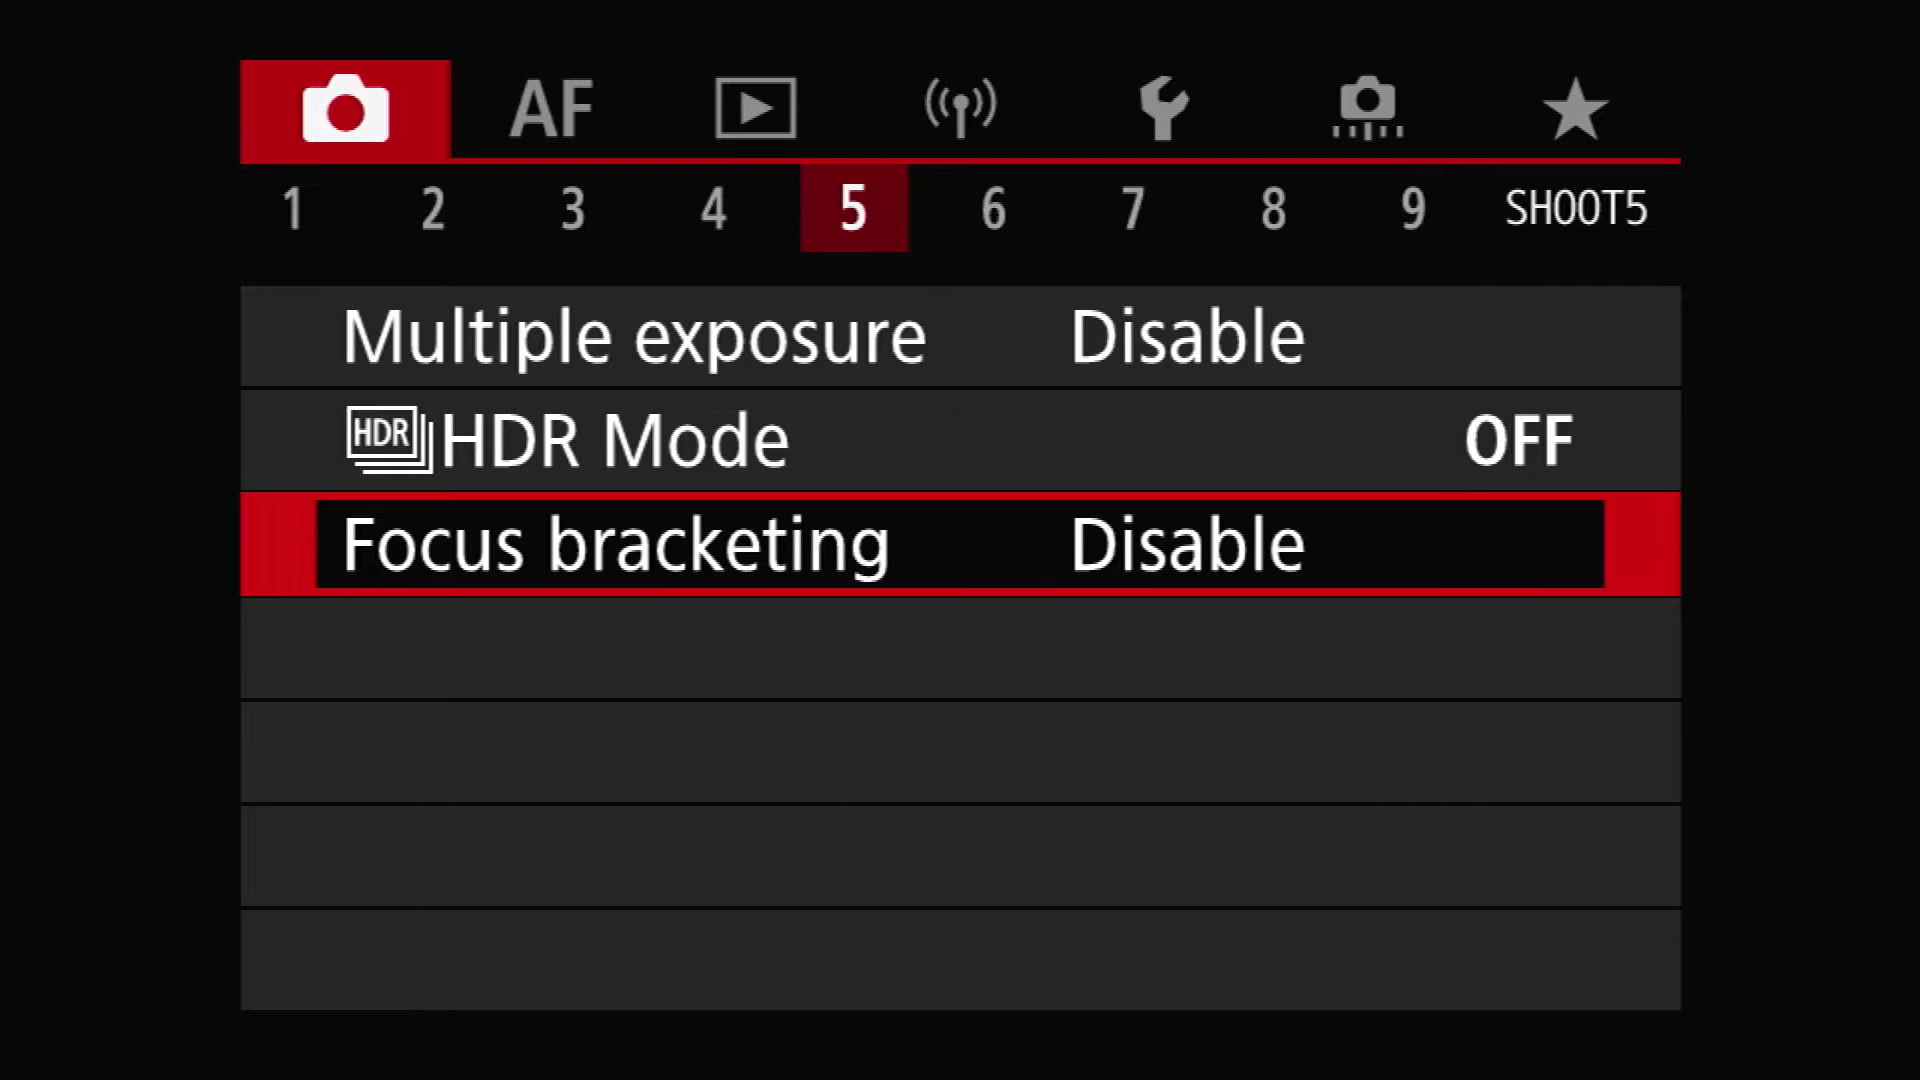 AF
1 2 3 4 5 6 7 8 9 SHOOT5
Multiple exposure Disable
HDR HDR Mode OFF
Focus bracketing Disable